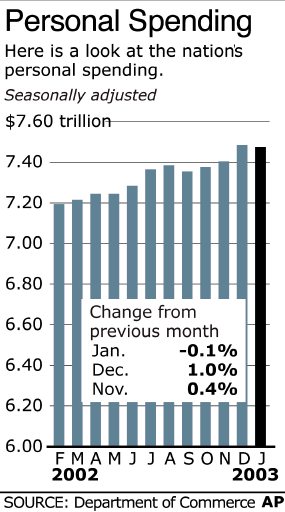 Personal Spending
Here is a look at the nation's
personal spending.
Seasonally adjusted
$7.60 trillion
7.40
7.20
7.00
6.80
6.60
6.40
6.20
6.00
Change from
previous month
Jan. -0.1%
Dec. 1.0%
Nov. 0.4%
F M A M J J A S O N D J
2002 2003
SOURCE: Department of Commerce AP